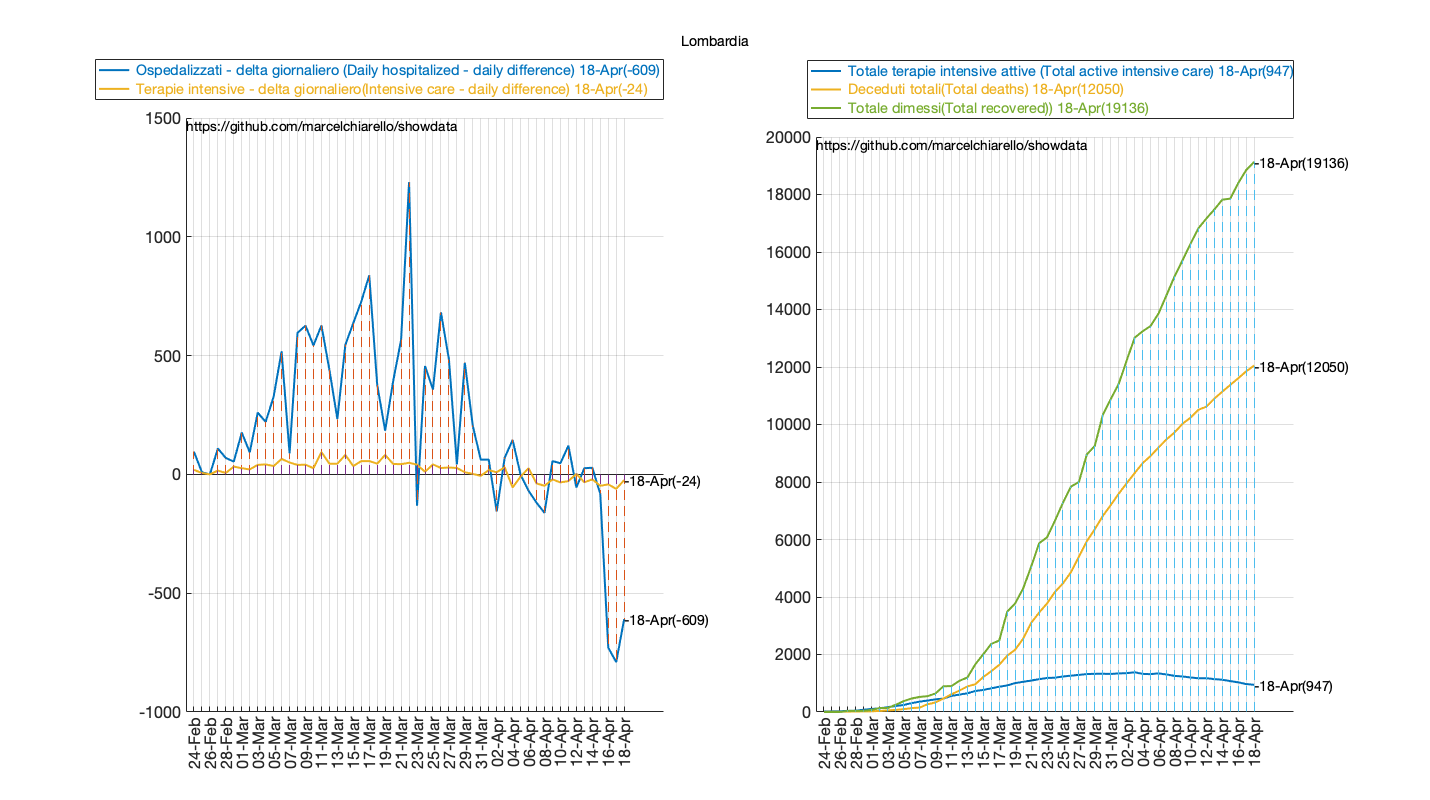 Lombardia
Ospedalizzati - delta giornaliero (Daily hospitalized - daily difference) 18-Apr(-609)
Terapie intensive - delta giornaliero(Intensive care - daily difference) 18-Apr(-24)
https://github.com/marcelchiarello/showdata
1500
1000
500
0
-500
-1000
18-Apr(-24)
18-Apr(-609)
24-Feb
26-Feb
28-Feb
01-Mar
03-Mar
05-Mar
07-Mar
09-Mar
11-Mar
13-Mar
15-Mar
17-Mar
19-Mar
21-Mar
23-Mar
25-Mar
27-Mar
29-Mar
31-Mar
02-Apr
04-Apr
06-Apr
08-Apr
10-Apr
12-Apr
14-Apr
16-Apr
18-Apr
Totale terapie intensive attive (Total active intensive care) 18-Apr(947)
Deceduti totali(Total deaths) 18-Apr(12050)
Totale dimessi(Total recovered)) 18-Apr(19136)
https://github.com/marcelchiarello/showdata
20000
18000
16000
14000
12000
10000
8000
6000
4000
2000
0
18-Apr(19136)
18-Apr(12050)
18-Apr(947)
24-Feb
26-Feb
28-Feb
01-Mar
03-Mar
05-Mar
07-Mar
09-Mar
11-Mar
13-Mar
15-Mar
17-Mar
19-Mar
21-Mar
23-Mar
25-Mar
27-Mar
29-Mar
31-Mar
02-Apr
04-Apr
06-Apr
08-Apr
10-Apr
12-Apr
14-Apr
16-Apr
18-Apr